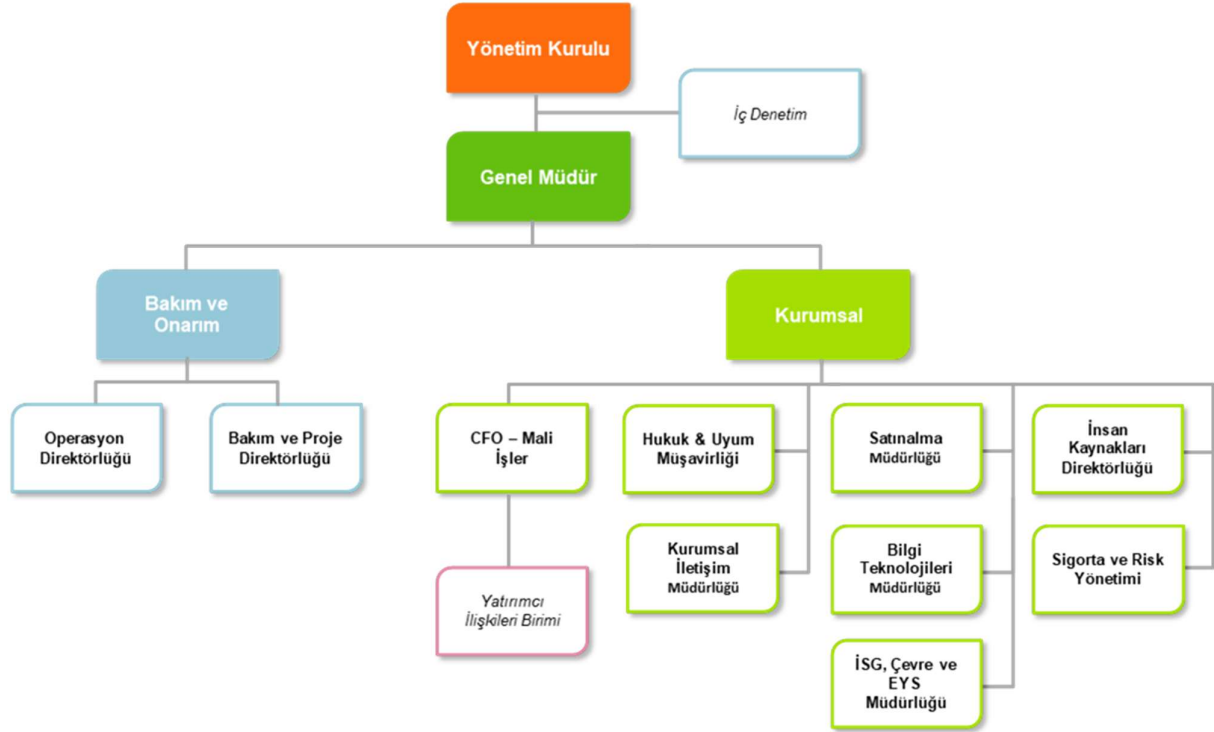 Yönetim Kurulu
İç Denetim
Genel Müdür
Bakım ve
Onarım
Kurumsal
Operasyon
Direktörlüğü
Bakım ve Proje
Direktörlüğü
CFO – Mali
İşler
Hukuk & Uyum
Müşavirliği
Satınalma
Müdürlüğü
İnsan
Kaynakları
Direktörlüğü
Yatırımcı
İlişkileri Birimi
Kurumsal
İletişim
Müdürlüğü
Bilgi
Teknolojileri
Müdürlüğü
Sigorta ve Risk
Yönetimi
İSG, Çevre ve
EYS
Müdürlüğü